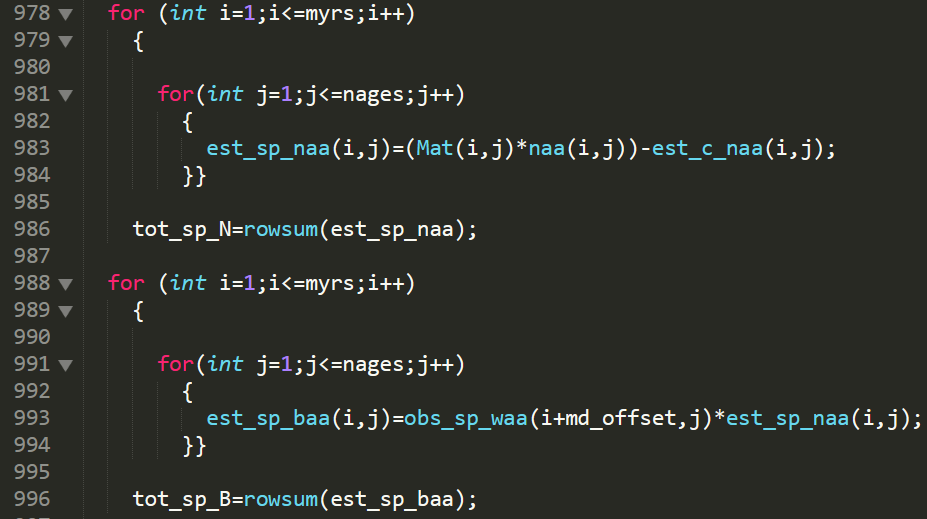 978 for (int i=1;i<=myrs;i++)
979 {
980
981 for(int j=1;j<=nages;j++)
982 {
983 est_sp_naa(i,j)=(Mat(i,j)*naa(i,j))-est_c_naa(i,j);
984 }}
985
986 tot_sp_N=rowsum(est_sp_naa);
987
988 for (int i=1;i<=myrs;i++)
989 {
990
991 for(int j=1;j<=nages;j++)
992 {
993 est_sp_baa(i,j)=obs_sp_waa(i+md_offset,j)*est_sp_naa(i,j);
994 }}
995
996 tot_sp_B=rowsum(est_sp_baa);